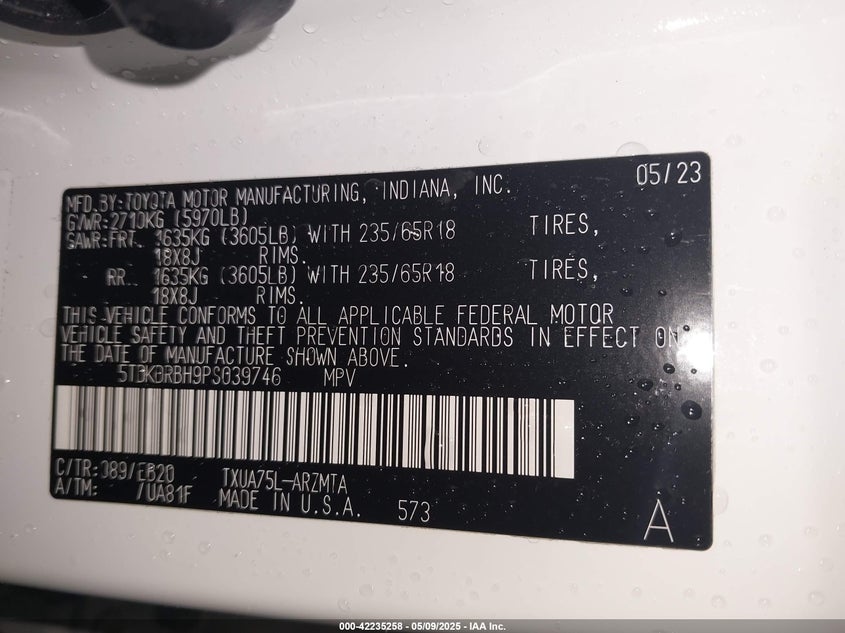 05/23
MFD.BY:TOYOTA MOTOR MANUFACTURING, INDIANA, INC.
GVWR:2710KG (5970LB)
GAWR:FRT. 1635KG (3605LB) WITH 235/65R18 TIRES,
18X8J RIMS.
RR. 1635KG (3605LB) WITH 235/65R18 TIRES,
18X8J RIMS.
THIS VEHICLE CONFORMS TO ALL APPLICABLE FEDERAL MOTOR
VEHICLE SAFETY AND THEFT PREVENTION STANDARDS IN EFFECT ON
THE DATE OF MANUFACTURE SHOWN ABOVE.
5TDKDRBH9PS039746 MPV
C/TR:089/EB20 TXUA75L-ARZMTA
A/TM: /UA81F MADE IN U.S.A. 573
A
000-42235258 - 05/09/2025 - IAA Inc.